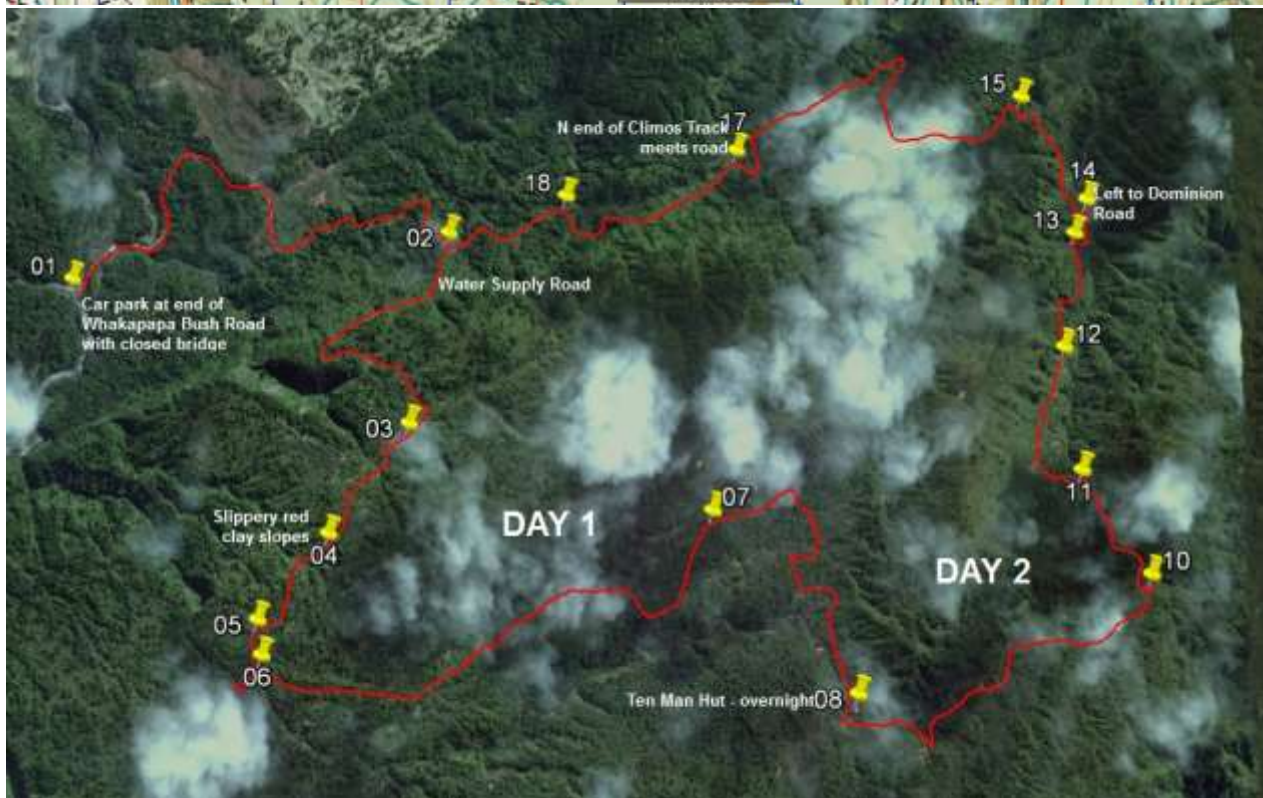 15
N end of Climos Track
meets road
17
14
18
Left to Dominion
Road
13
02
01
Water Supply Road
Car park at end of
Whakapapa Bush Road
with closed bridge
12
03
11
07
Slippery red
clay slopes
DAY 1
04
10
DAY 2
05
06
Ten Man Hut - overnight
08